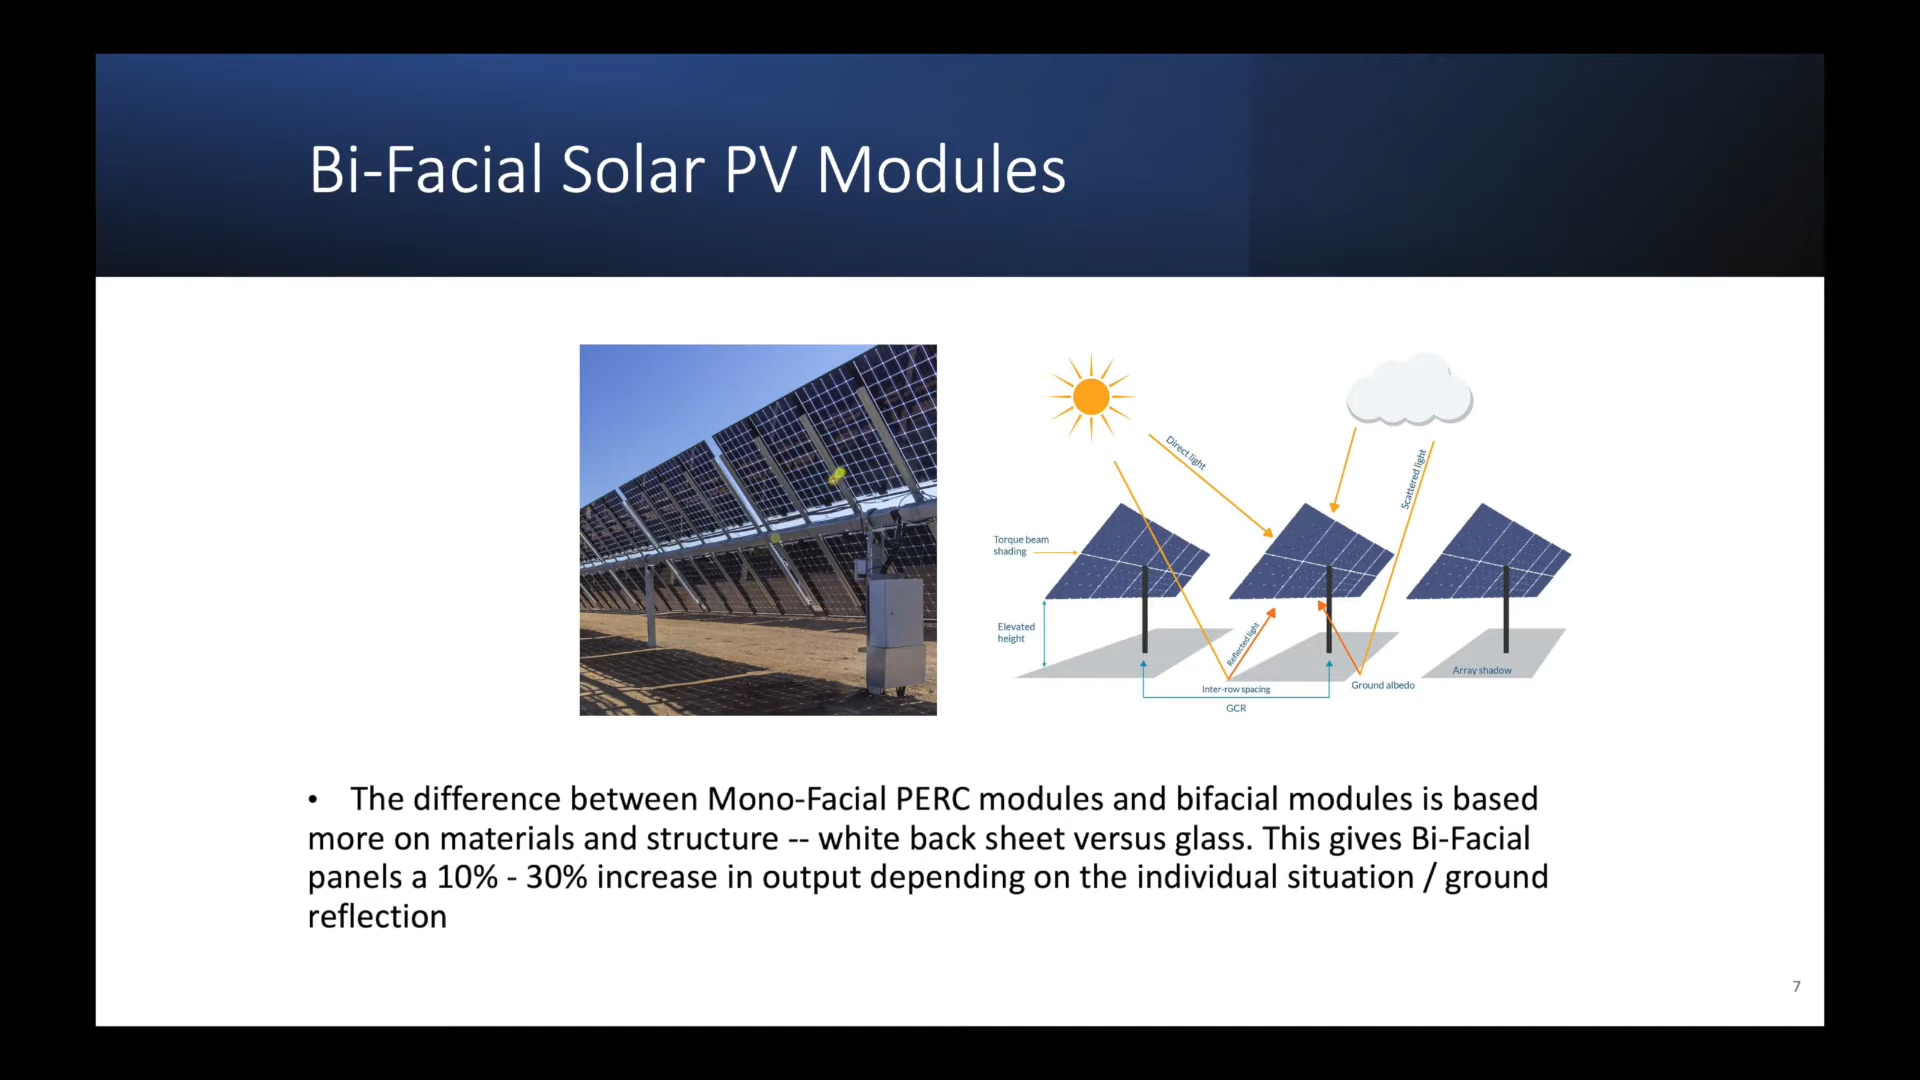 Bi-Facial Solar PV Modules
Direct light
Scattered light
Torque beam
shading
Elevated
height
Reflected light
Inter-row spacing
GCR
Ground albedo
Array shadow
• The difference between Mono-Facial PERC modules and bifacial modules is based
more on materials and structure -- white back sheet versus glass. This gives Bi-Facial
panels a 10% - 30% increase in output depending on the individual situation / ground
reflection
7